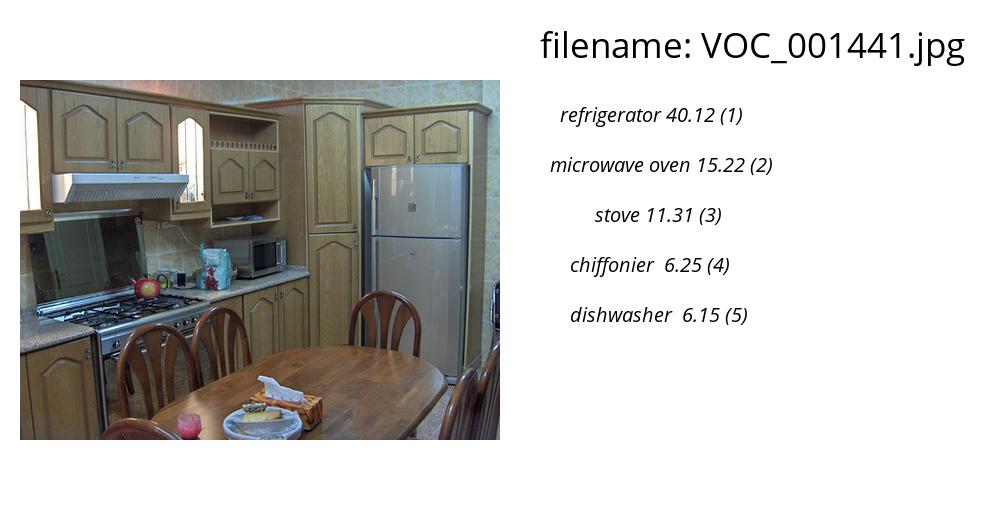 filename: VOC_001441.jpg
refrigerator 40.12 (1)
microwave oven 15.22 (2)
stove 11.31 (3)
chiffonier 6.25 (4)
dishwasher 6.15 (5)